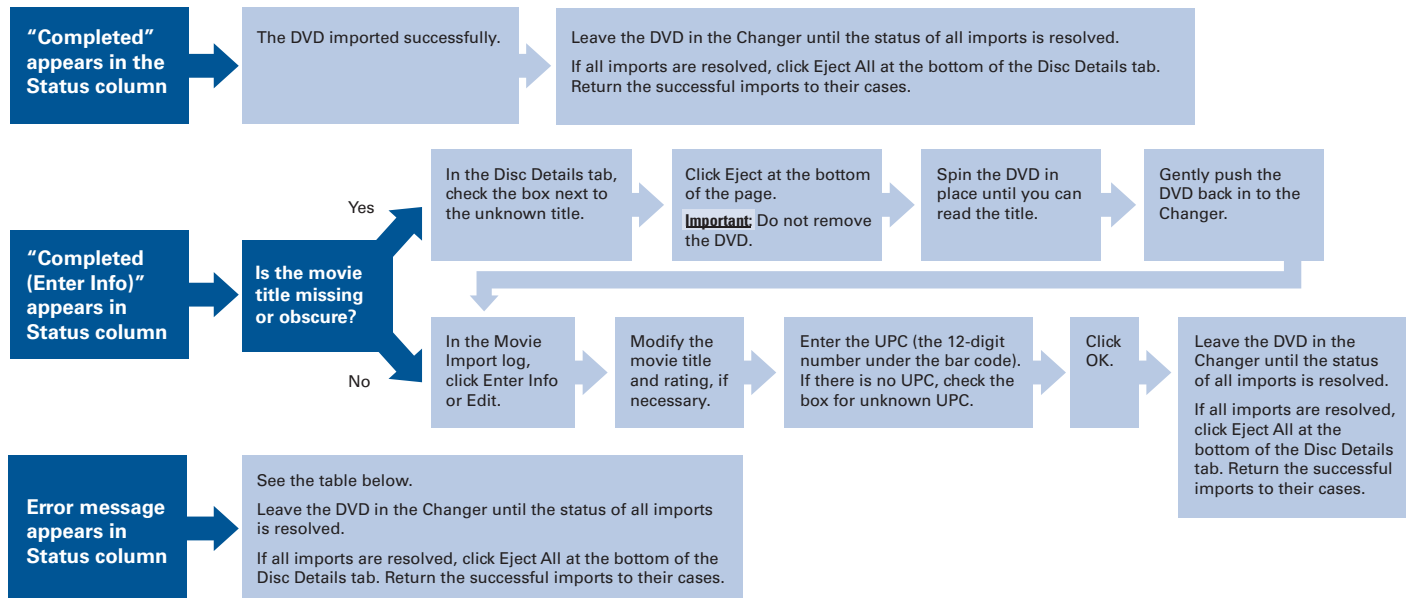 “Completed”
appears in the
Status column
The DVD imported successfully.
Leave the DVD in the Changer until the status of all imports is resolved.
If all imports are resolved, click Eject All at the bottom of the Disc Details tab.
Return the successful imports to their cases.
“Completed
(Enter Info)”
appears in
Status column
Is the movie
title missing
or obscure?
Yes
In the Disc Details tab,
check the box next to
the unknown title.
Click Eject at the bottom
of the page.
Important: Do not remove
the DVD.
Spin the DVD in
place until you can
read the title.
Gently push the
DVD back in to the
Changer.
No
In the Movie
Import log,
click Enter Info
or Edit.
Modify the
movie title
and rating, if
necessary.
Enter the UPC (the 12-digit
number under the bar code).
If there is no UPC, check the
box for unknown UPC.
Click
OK.
Leave the DVD in the
Changer until the status
of all imports is resolved.
If all imports are resolved,
click Eject All at the
bottom of the Disc Details
tab. Return the successful
imports to their cases.
Error message
appears in
Status column
See the table below.
Leave the DVD in the Changer until the status of all imports
is resolved.
If all imports are resolved, click Eject All at the bottom of the
Disc Details tab. Return the successful imports to their cases.